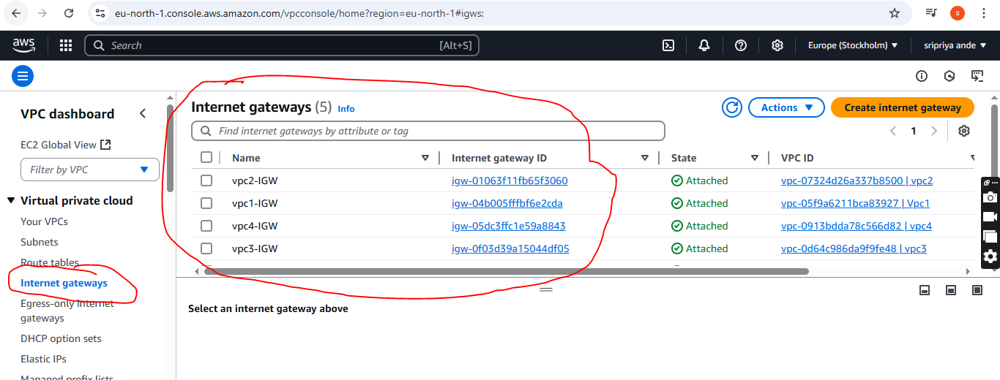 eu-north-1.console.aws.amazon.com/vpcconsole/home?region=eu-north-1#igws:
s
aws
Search [Alt+S]
Europe (Stockholm)
sripriya ande
VPC dashboard
EC2 Global View
Filter by VPC
Virtual private cloud
Your VPCs
Subnets
Route tables
Internet gateways
Egress-only internet
gateways
DHCP option sets
Elastic IPs
Managed prefix lists
Internet gateways (5) Info
Actions
Create internet gateway
Find internet gateways by attribute or tag
1
Name Internet gateway ID State VPC ID
vpc2-IGW igw-01063f11fb65f3060 Attached vpc-07324d26a337b8500 | vpc2
vpc1-IGW igw-04b005fffbf6e2cda Attached vpc-05f9a6211bca83927 | Vpc1
vpc4-IGW igw-05dc3ffc1e59a8843 Attached vpc-0913bdda78c566d82 | vpc4
vpc3-IGW igw-0f03d39a15044df05 Attached vpc-0d64c986da9f9fe48 | vpc3
Select an internet gateway above